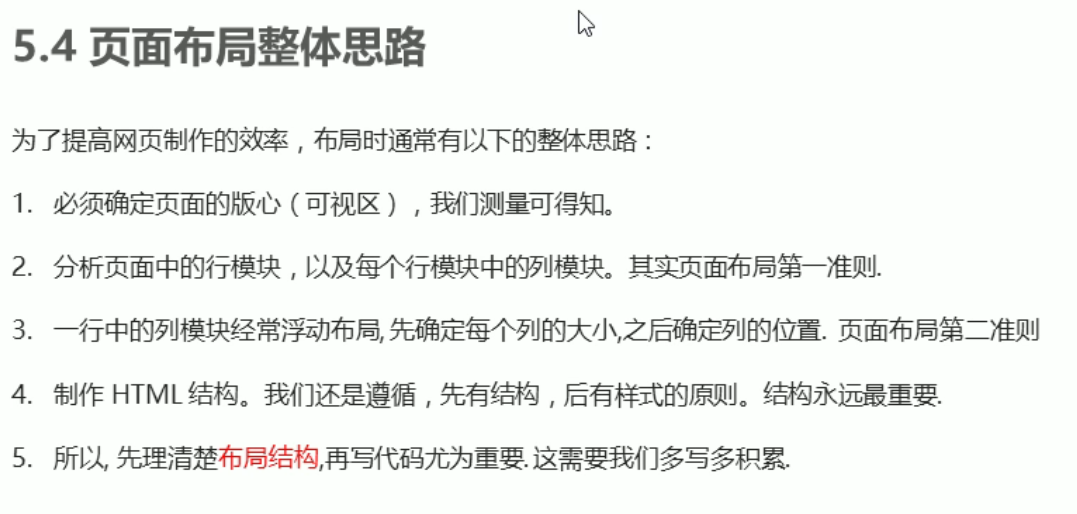 5.4 页面布局整体思路
为了提高网页制作的效率，布局时通常有以下的整体思路：
1. 必须确定页面的版心（可视区），我们测量可得知。
2. 分析页面中的行模块，以及每个行模块中的列模块。其实页面布局第一准则.
3. 一行中的列模块经常浮动布局,先确定每个列的大小,之后确定列的位置. 页面布局第二准则
4. 制作 HTML 结构。我们还是遵循，先有结构，后有样式的原则。结构永远最重要.
5. 所以, 先理清楚布局结构,再写代码尤为重要.这需要我们多写多积累.